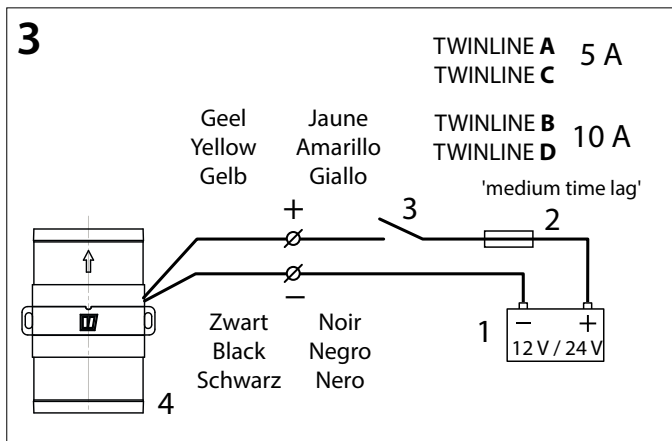 3
TWINLINE A
TWINLINE C
5 A
TWINLINE B
TWINLINE D
10 A
'medium time lag'
Geel
Yellow
Gelb
Jaune
Amarillo
Giallo
+
3
2
−
1
− +
12 V / 24 V
Zwart
Black
Schwarz
Noir
Negro
Nero
4